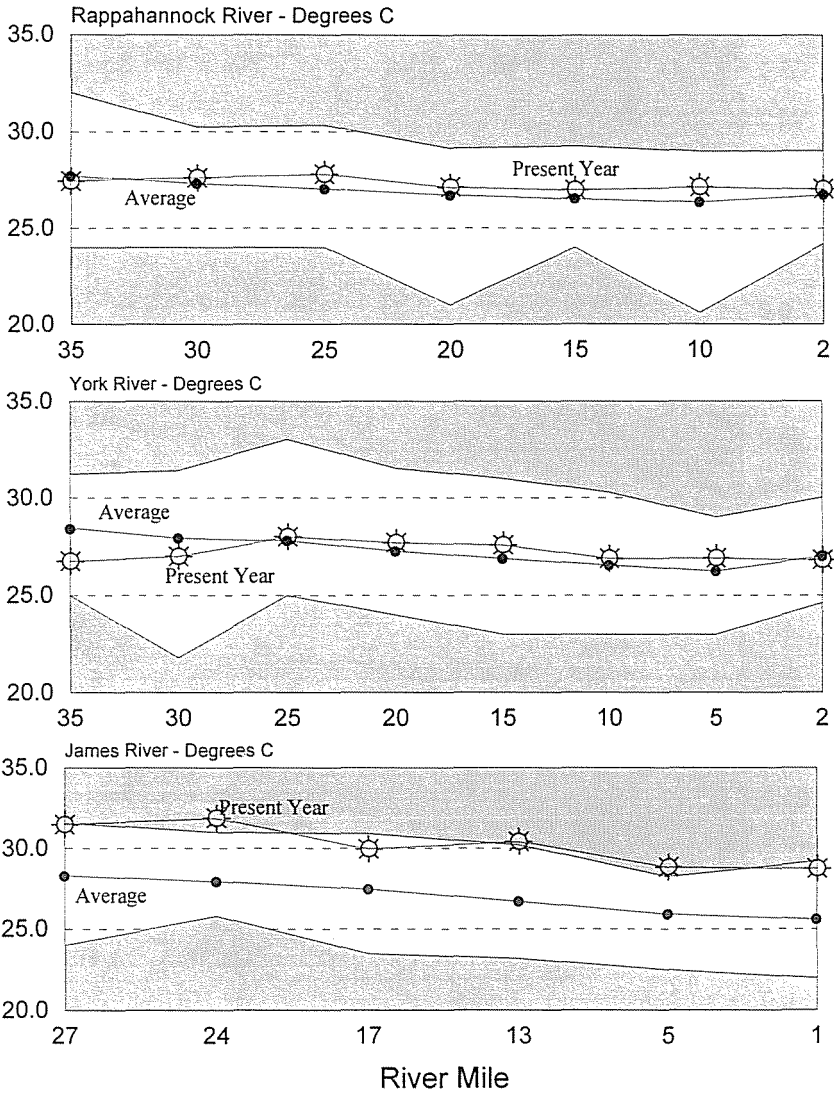 Rappahannock River - Degrees C
35.0
30.0
25.0
20.0
Present Year
Average
35 30 25 20 15 10 2
York River - Degrees C
35.0
30.0
25.0
20.0
Average
Present Year
35 30 25 20 15 10 5 2
James River - Degrees C
35.0
30.0
25.0
20.0
Present Year
Average
27 24 17 13 5 1
River Mile